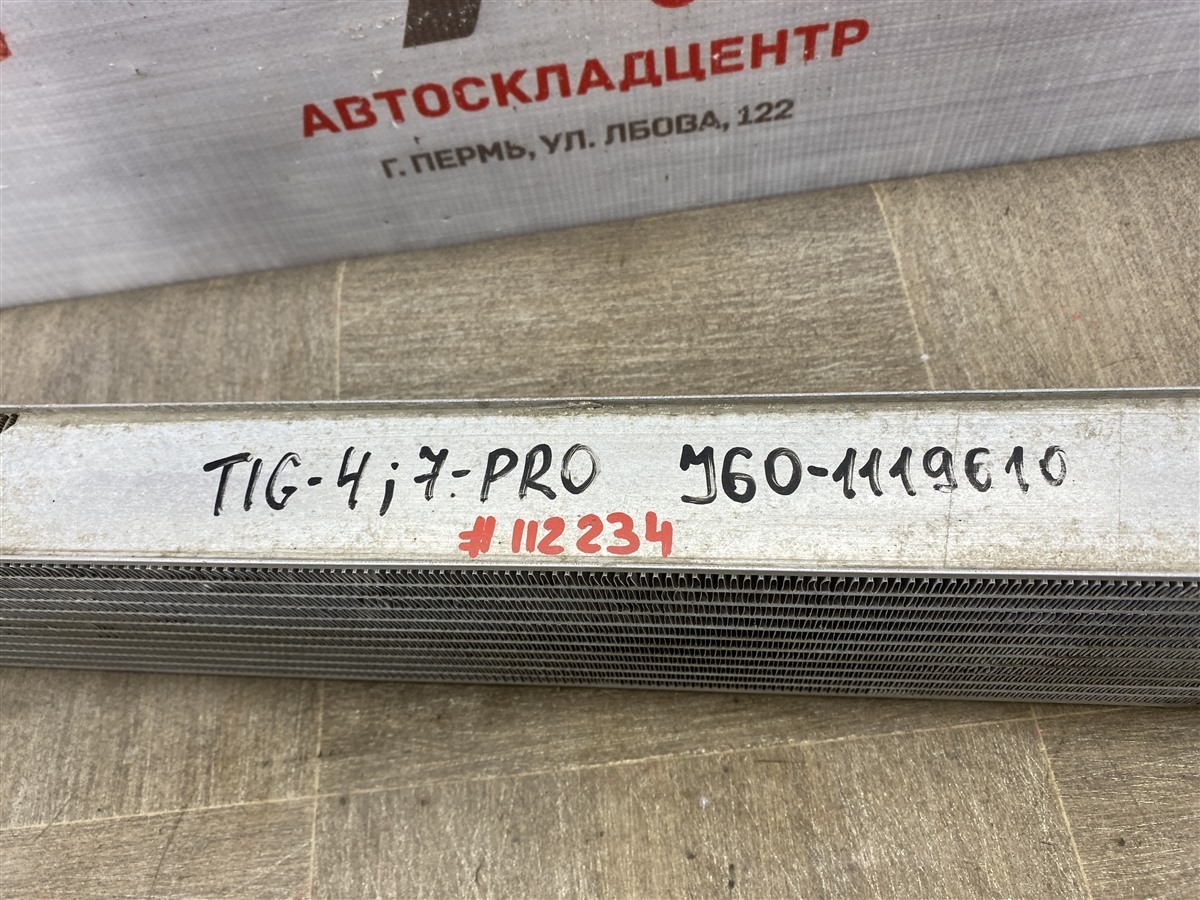 АВТОСКЛАДЦЕНТР
Г. ПЕРМЬ, УЛ. ЛБОВА, 122
TIG-4; 7-PRO J60-1119610
# 112234